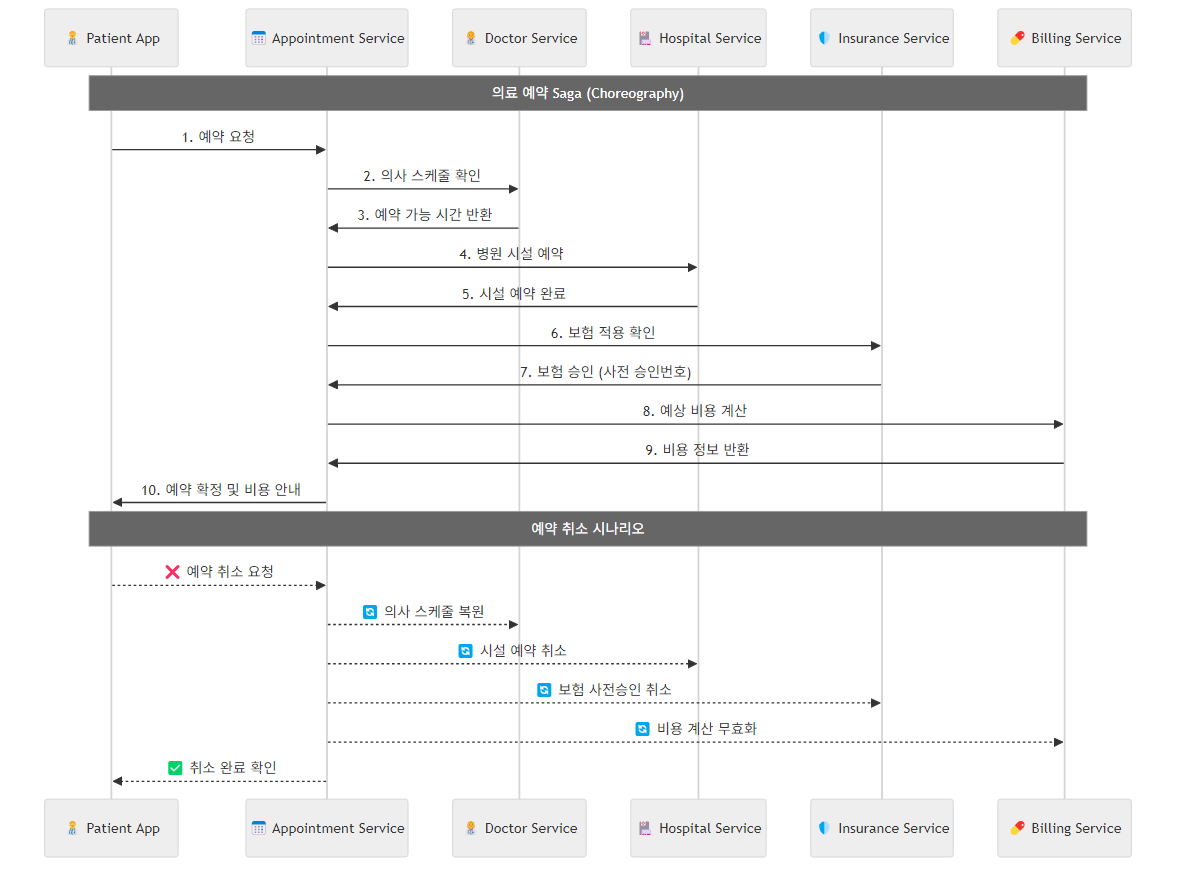 Patient App
Appointment Service
Doctor Service
Hospital Service
Insurance Service
Billing Service
의료 예약 Saga (Choreography)
1. 예약 요청
2. 의사 스케줄 확인
3. 예약 가능 시간 반환
4. 병원 시설 예약
5. 시설 예약 완료
6. 보험 적용 확인
7. 보험 승인 (사전 승인번호)
8. 예상 비용 계산
9. 비용 정보 반환
10. 예약 확정 및 비용 안내
예약 취소 시나리오
❌ 예약 취소 요청
🔄 의사 스케줄 복원
🔄 시설 예약 취소
🔄 보험 사전승인 취소
🔄 비용 계산 무효화
✅ 취소 완료 확인
Patient App
Appointment Service
Doctor Service
Hospital Service
Insurance Service
Billing Service